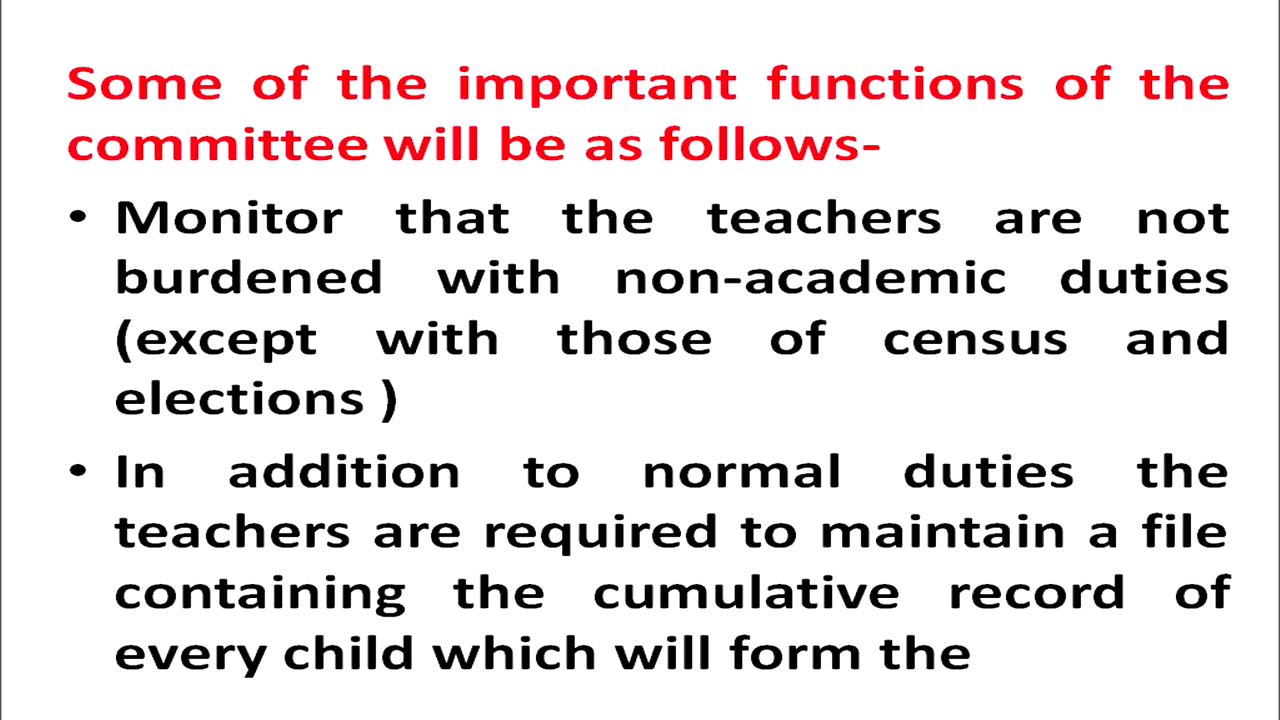 Some of the important functions of the
committee will be as follows-
• Monitor that the teachers are not
burdened with non-academic duties
(except with those of census and
elections )
• In addition to normal duties the
teachers are required to maintain a file
containing the cumulative record of
every child which will form the